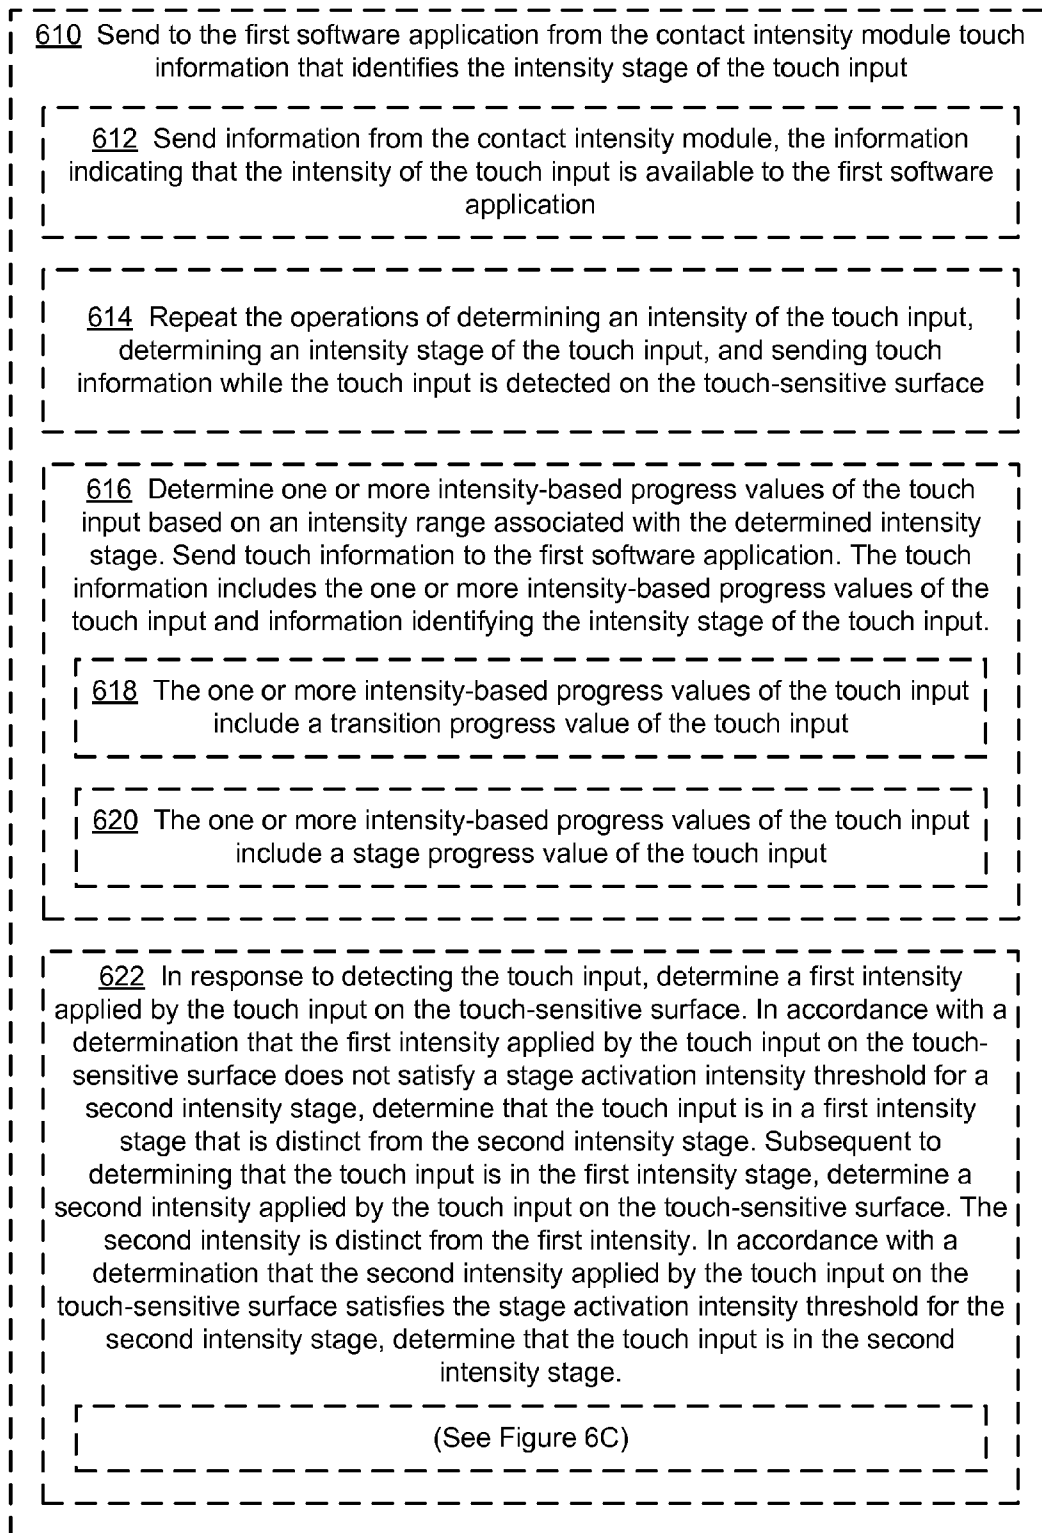 610 Send to the first software application from the contact intensity module touch
information that identifies the intensity stage of the touch input
612 Send information from the contact intensity module, the information
indicating that the intensity of the touch input is available to the first software
application
614 Repeat the operations of determining an intensity of the touch input,
determining an intensity stage of the touch input, and sending touch
information while the touch input is detected on the touch-sensitive surface
616 Determine one or more intensity-based progress values of the touch
input based on an intensity range associated with the determined intensity
stage. Send touch information to the first software application. The touch
information includes the one or more intensity-based progress values of the
touch input and information identifying the intensity stage of the touch input.
618 The one or more intensity-based progress values of the touch input
include a transition progress value of the touch input
620 The one or more intensity-based progress values of the touch input
include a stage progress value of the touch input
622 In response to detecting the touch input, determine a first intensity
applied by the touch input on the touch-sensitive surface. In accordance with a
determination that the first intensity applied by the touch input on the touch-
sensitive surface does not satisfy a stage activation intensity threshold for a
second intensity stage, determine that the touch input is in a first intensity
stage that is distinct from the second intensity stage. Subsequent to
determining that the touch input is in the first intensity stage, determine a
second intensity applied by the touch input on the touch-sensitive surface. The
second intensity is distinct from the first intensity. In accordance with a
determination that the second intensity applied by the touch input on the
touch-sensitive surface satisfies the stage activation intensity threshold for the
second intensity stage, determine that the touch input is in the second
intensity stage.
(See Figure 6C)